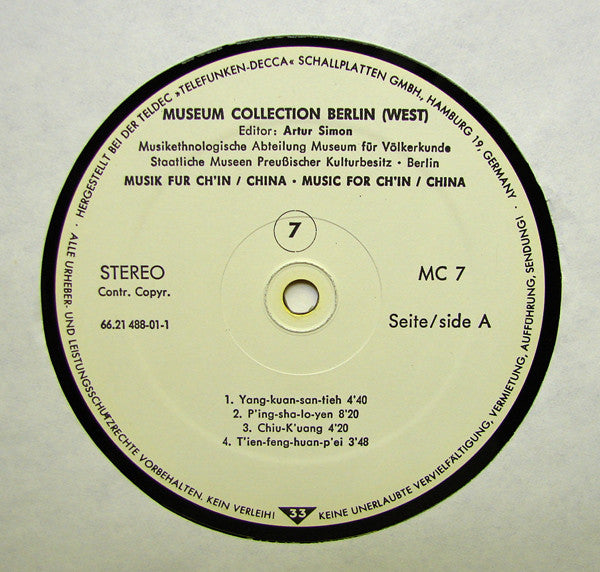 · HERGESTELLT BEI DER TELDEC »TELEFUNKEN-DECCA« SCHALLPLATTEN GMBH, HAMBURG 19, GERMANY ·
MUSEUM COLLECTION BERLIN (WEST)
Editor: Artur Simon
Musikethnologische Abteilung Museum für Völkerkunde
Staatliche Museen Preußischer Kulturbesitz • Berlin
MUSIK FUR CH'IN / CHINA • MUSIC FOR CH'IN / CHINA
7
STEREO
Contr. Copyr.
66.21 488-01-1
MC 7
Seite/side A
1. Yang-kuan-san-tieh 4'40
2. P'ing-sha-lo-yen 8'20
3. Chiu-K'uang 4'20
4. T'ien-feng-huan-p'ei 3'48
ALLE URHEBER- UND LEISTUNGSSCHUTZRECHTE VORBEHALTEN. KEIN VERLEIH! KEINE UNERLAUBTE VERVIELFÄLTIGUNG, VERMIETUNG, AUFFÜHRUNG, SENDUNG!
33